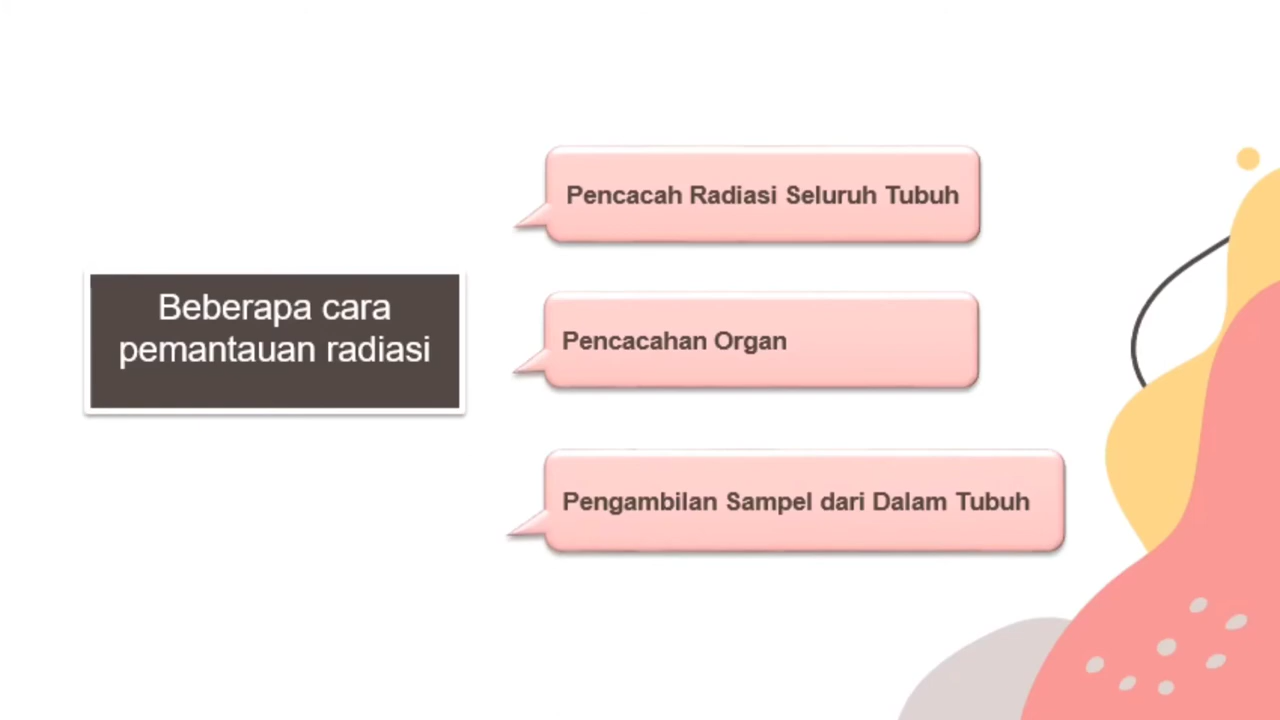 Beberapa cara
pemantauan radiasi
Pencacah Radiasi Seluruh Tubuh
Pencacahan Organ
Pengambilan Sampel dari Dalam Tubuh